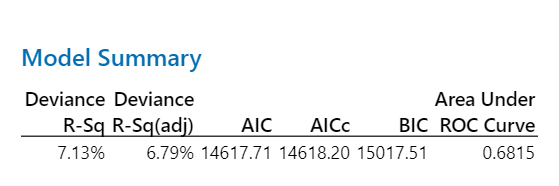 Model Summary
Deviance Deviance Area Under
R-Sq R-Sq(adj) AIC AICc BIC ROC Curve
7.13% 6.79% 14617.71 14618.20 15017.51 0.6815